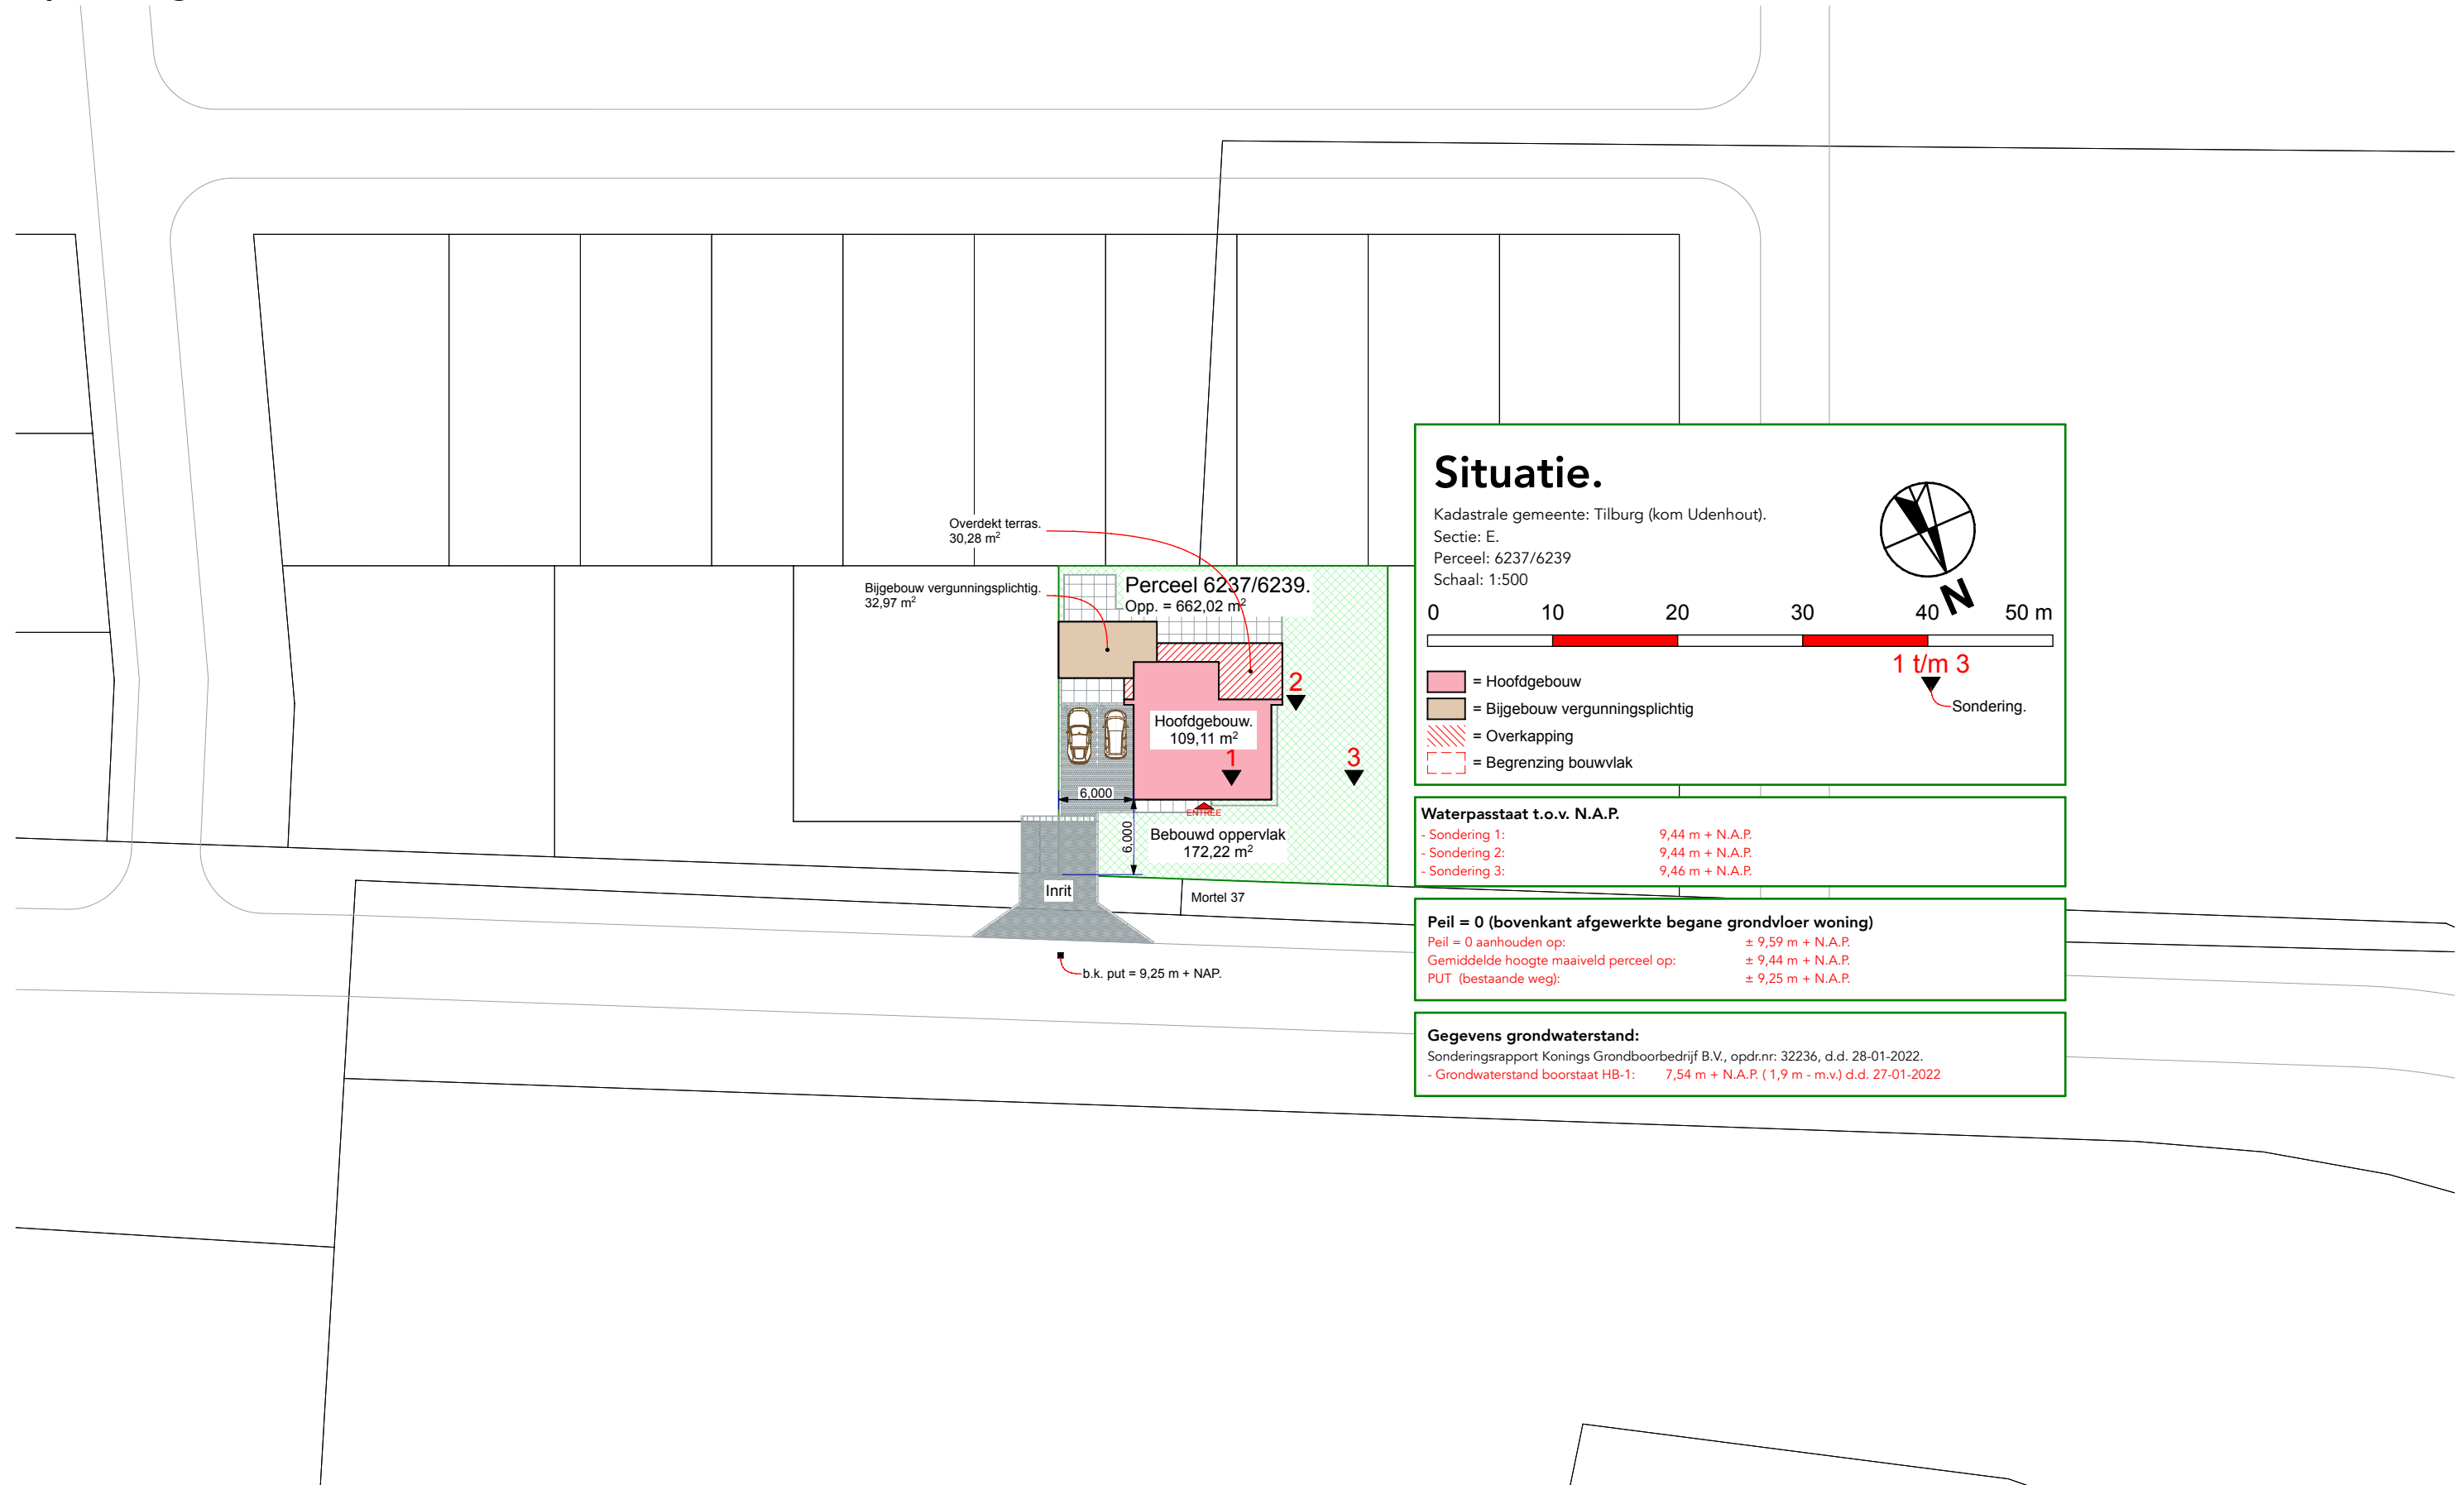 Overdekt terras.
30,28 m²
Bijgebouw vergunningsplichtig.
32,97 m²
Perceel 6237/6239.
Opp. = 662,02 m²
2
Hoofdgebouw.
109,11 m²
1
3
6,000
ENTREE
6,000
Bebouwd oppervlak
172,22 m²
Inrit
Mortel 37
b.k. put = 9,25 m + NAP.
Situatie.
Kadastrale gemeente: Tilburg (kom Udenhout).
Sectie: E.
Perceel: 6237/6239
Schaal: 1:500
N
0 10 20 30 40 50 m
1 t/m 3
Sondering.
= Hoofdgebouw
= Bijgebouw vergunningsplichtig
= Overkapping
= Begrenzing bouwvlak
Waterpasstaat t.o.v. N.A.P.
- Sondering 1: 9,44 m + N.A.P.
- Sondering 2: 9,44 m + N.A.P.
- Sondering 3: 9,46 m + N.A.P.
Peil = 0 (bovenkant afgewerkte begane grondvloer woning)
Peil = 0 aanhouden op: ± 9,59 m + N.A.P.
Gemiddelde hoogte maaiveld perceel op: ± 9,44 m + N.A.P.
PUT (bestaande weg): ± 9,25 m + N.A.P.
Gegevens grondwaterstand:
Sonderingsrapport Konings Grondboorbedrijf B.V., opdr.nr: 32236, d.d. 28-01-2022.
- Grondwaterstand boorstaat HB-1: 7,54 m + N.A.P. ( 1,9 m - m.v.) d.d. 27-01-2022